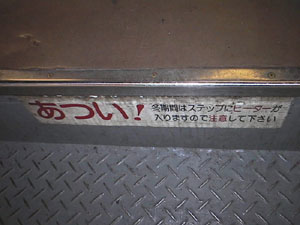 あつい!
冬期間はステップにヒーターが
入りますので注意して下さい